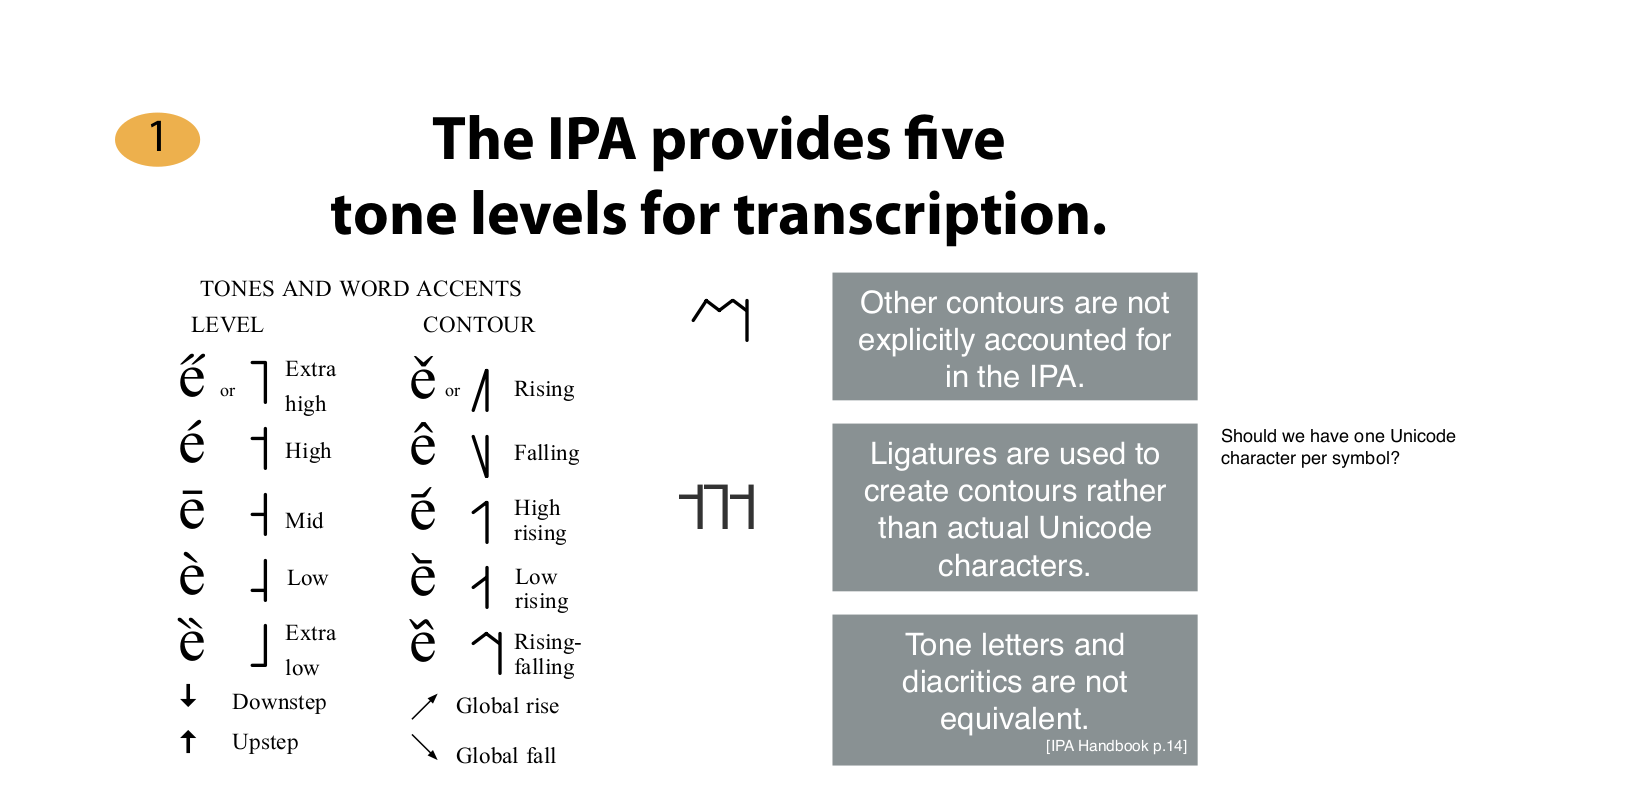 1
The IPA provides five
tone levels for transcription.
TONES AND WORD ACCENTS
LEVEL CONTOUR
e̋ or ˥ Extra
high
é ˦ High
ē ˧ Mid
è ˨ Low
ȅ ˩ Extra
low
↓ Downstep
↑ Upstep
ě or ˩˥ Rising
ê ˥˩ Falling
e᷄ ˦˥ High
rising
e᷅ ˩˨ Low
rising
e᷈ ˧˦˧ Rising-
falling
↗ Global rise
↘ Global fall
˦˥˦
Other contours are not
explicitly accounted for
in the IPA.
Ligatures are used to
create contours rather
than actual Unicode
characters.
Should we have one Unicode
character per symbol?
Tone letters and
diacritics are not
equivalent.
[IPA Handbook p.14]